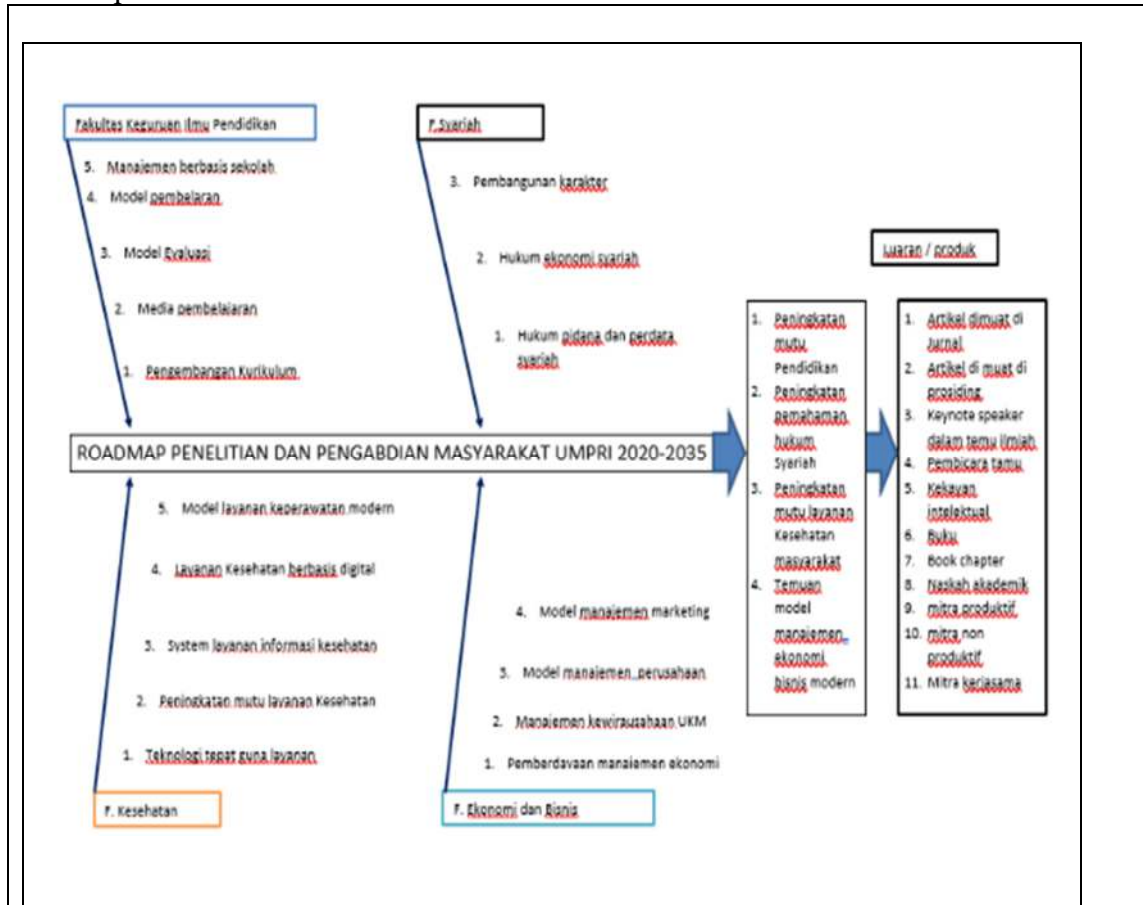 Fakultas Keguruan Ilmu Pendidikan
5. Manajemen berbasis sekolah
4. Model pembelaran
3. Model Evaluasi
2. Media pembelajaran
1. Pengembangan Kurikulum
F.Syariah
3. Pembangunan karakter
2. Hukum ekonomi syariah
1. Hukum pidana dan perdata
syariah
ROADMAP PENELITIAN DAN PENGABDIAN MASYARAKAT UMPRI 2020-2035
5. Model layanan keperawatan modern
4. Layanan Kesehatan berbasis digital
3. System layanan informasi kesehatan
2. Peningkatan mutu layanan Kesehatan
1. Teknologi tepat guna layanan
F. Kesehatan
4. Model manajemen marketing
3. Model manajemen perusahaan
2. Manajemen kewirausahaan UKM
1. Pemberdayaan manajemen ekonomi
F. Ekonomi dan Bisnis
1. Peningkatan
mutu
Pendidikan
2. Peningkatan
pemahaman
hukum
Syariah
3. Peningkatan
mutu layanan
Kesehatan
masyarakat
4. Temuan
model
manajemen
ekonomi
bisnis modern
Luaran / produk
1. Artikel dimuat di
Jurnal
2. Artikel di muat di
prosiding
3. Keynote speaker
dalam temu ilmiah
4. Pembicara tamu
5. Kekayan
intelektual
6. Buku
7. Book chapter
8. Naskah akademik
9. mitra produktif
10. mitra non
produktif
11. Mitra kerjasama